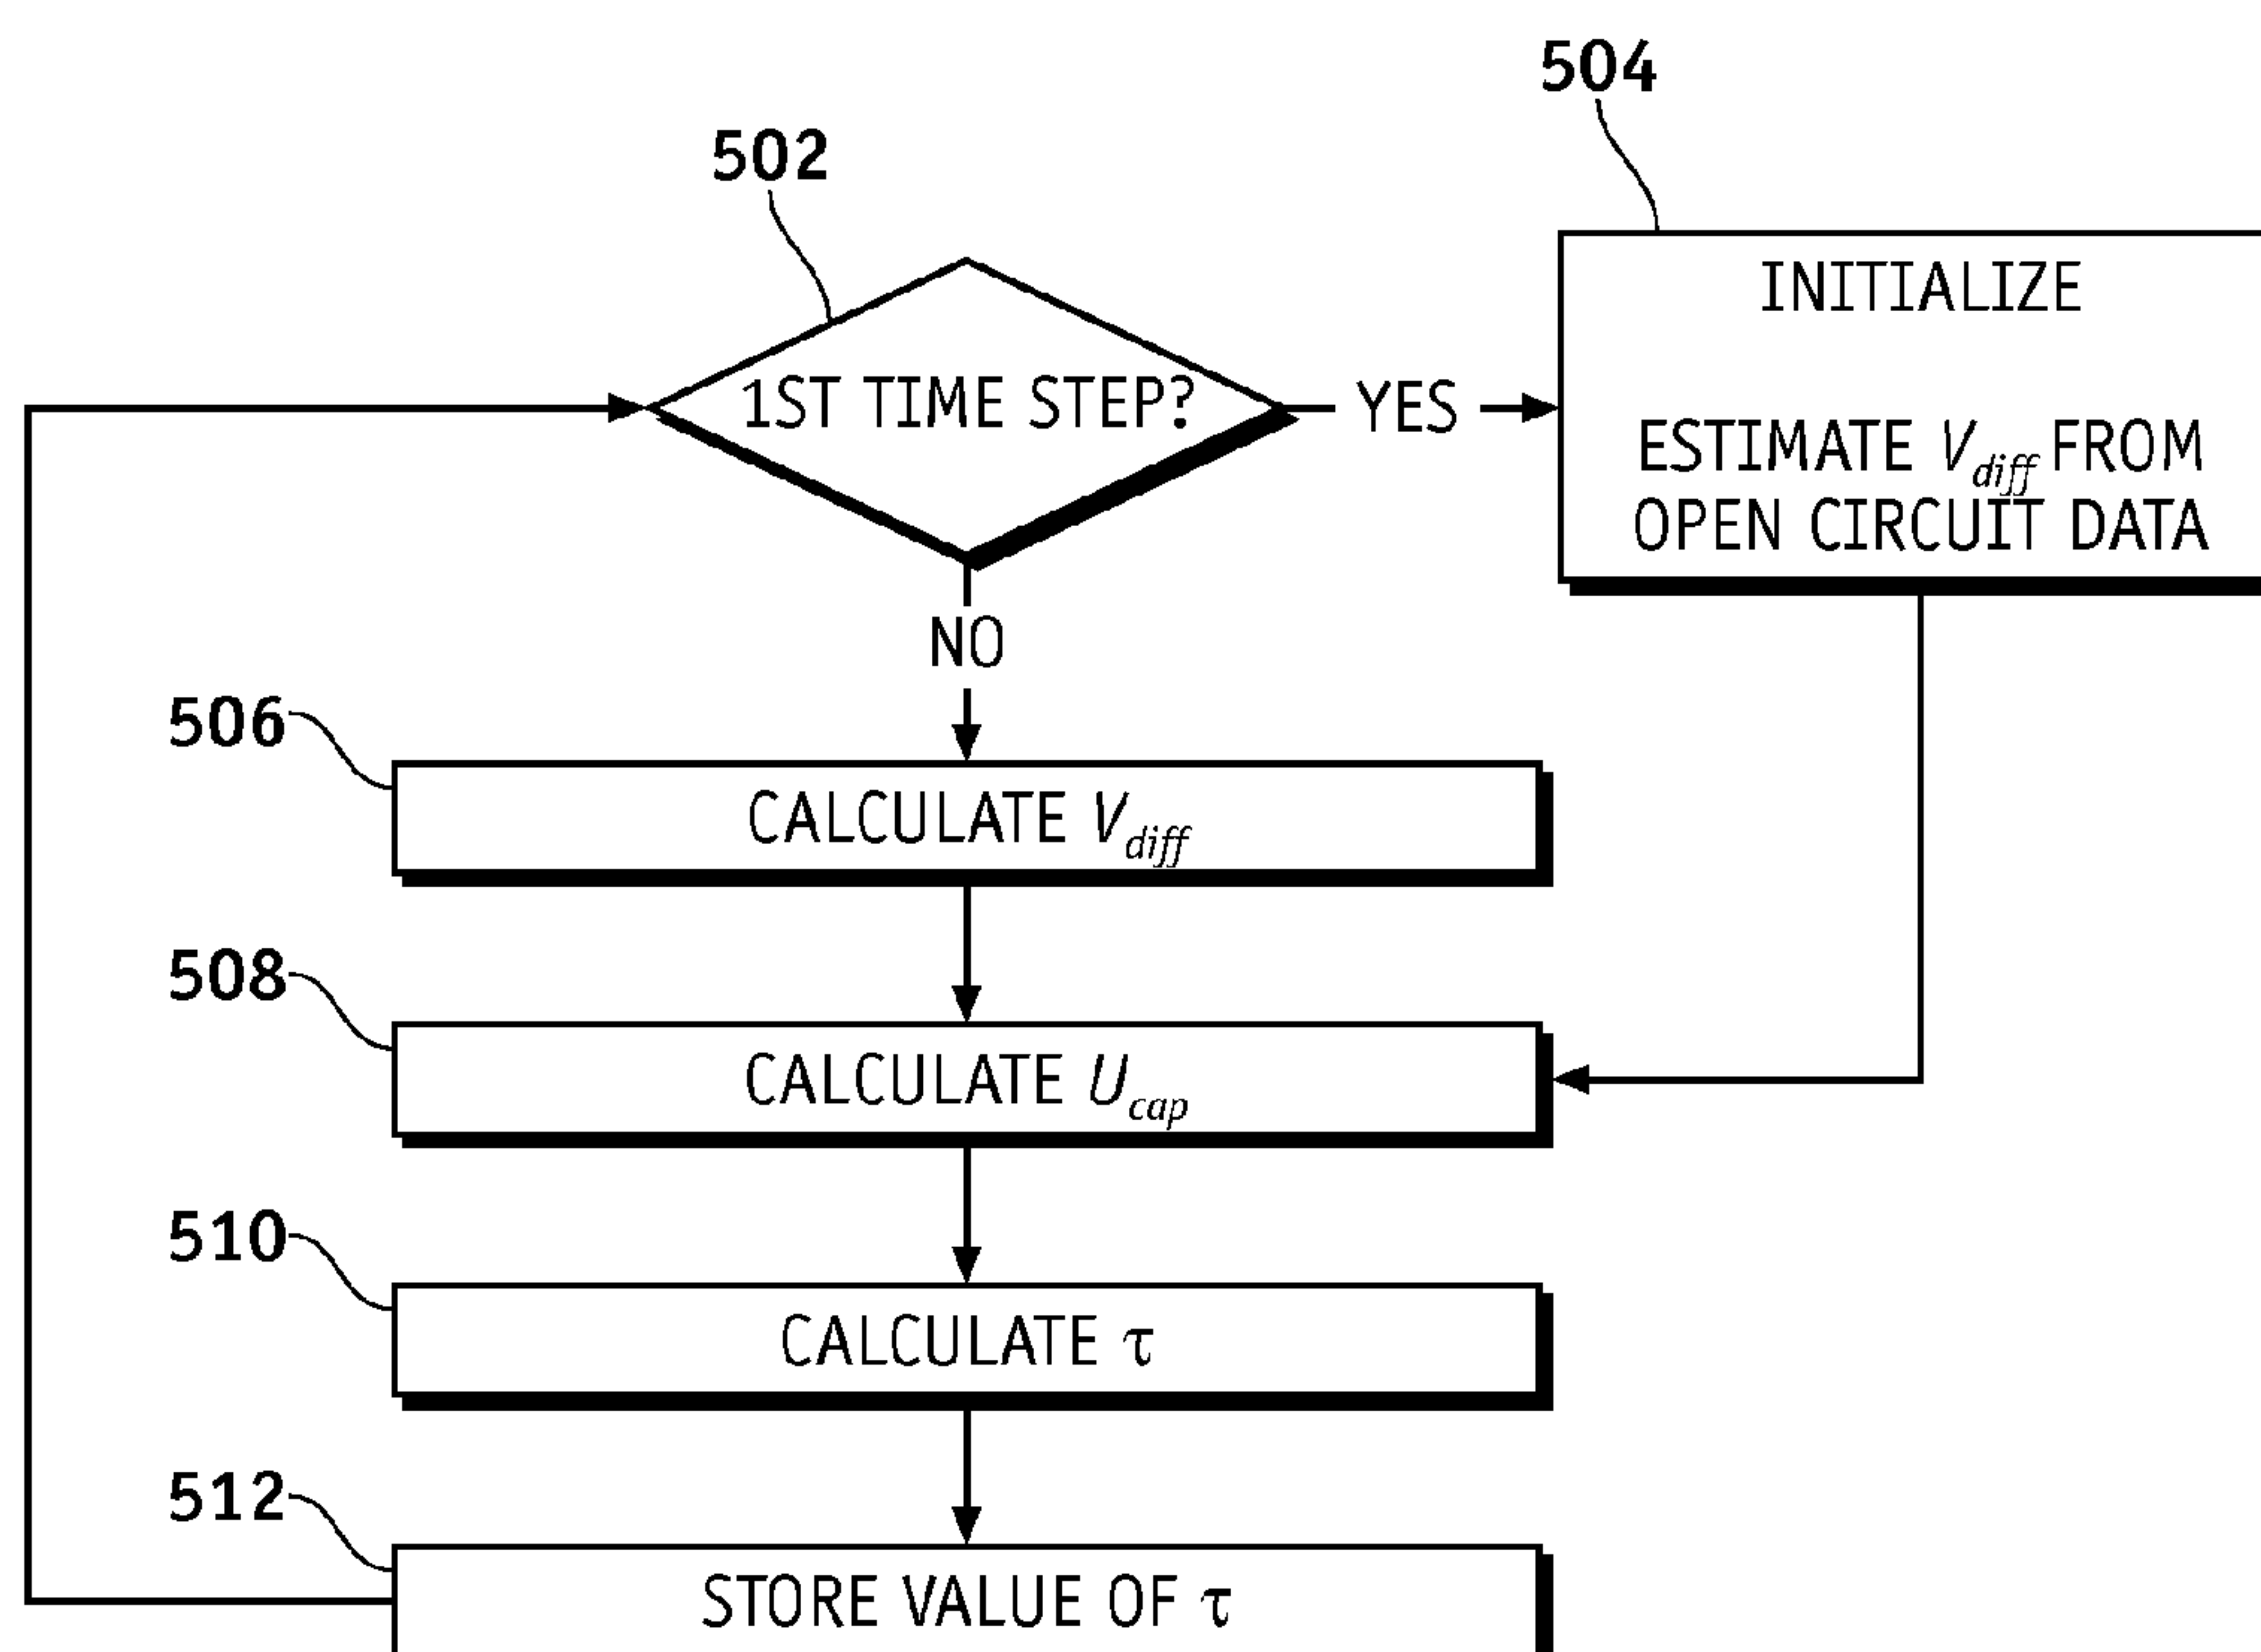 504
502
INITIALIZE
1ST TIME STEP?
YES
ESTIMATE Vdiff FROM
OPEN CIRCUIT DATA
NO
506
CALCULATE Vdiff
508
CALCULATE Ucap
510
CALCULATE τ
512
STORE VALUE OF τ